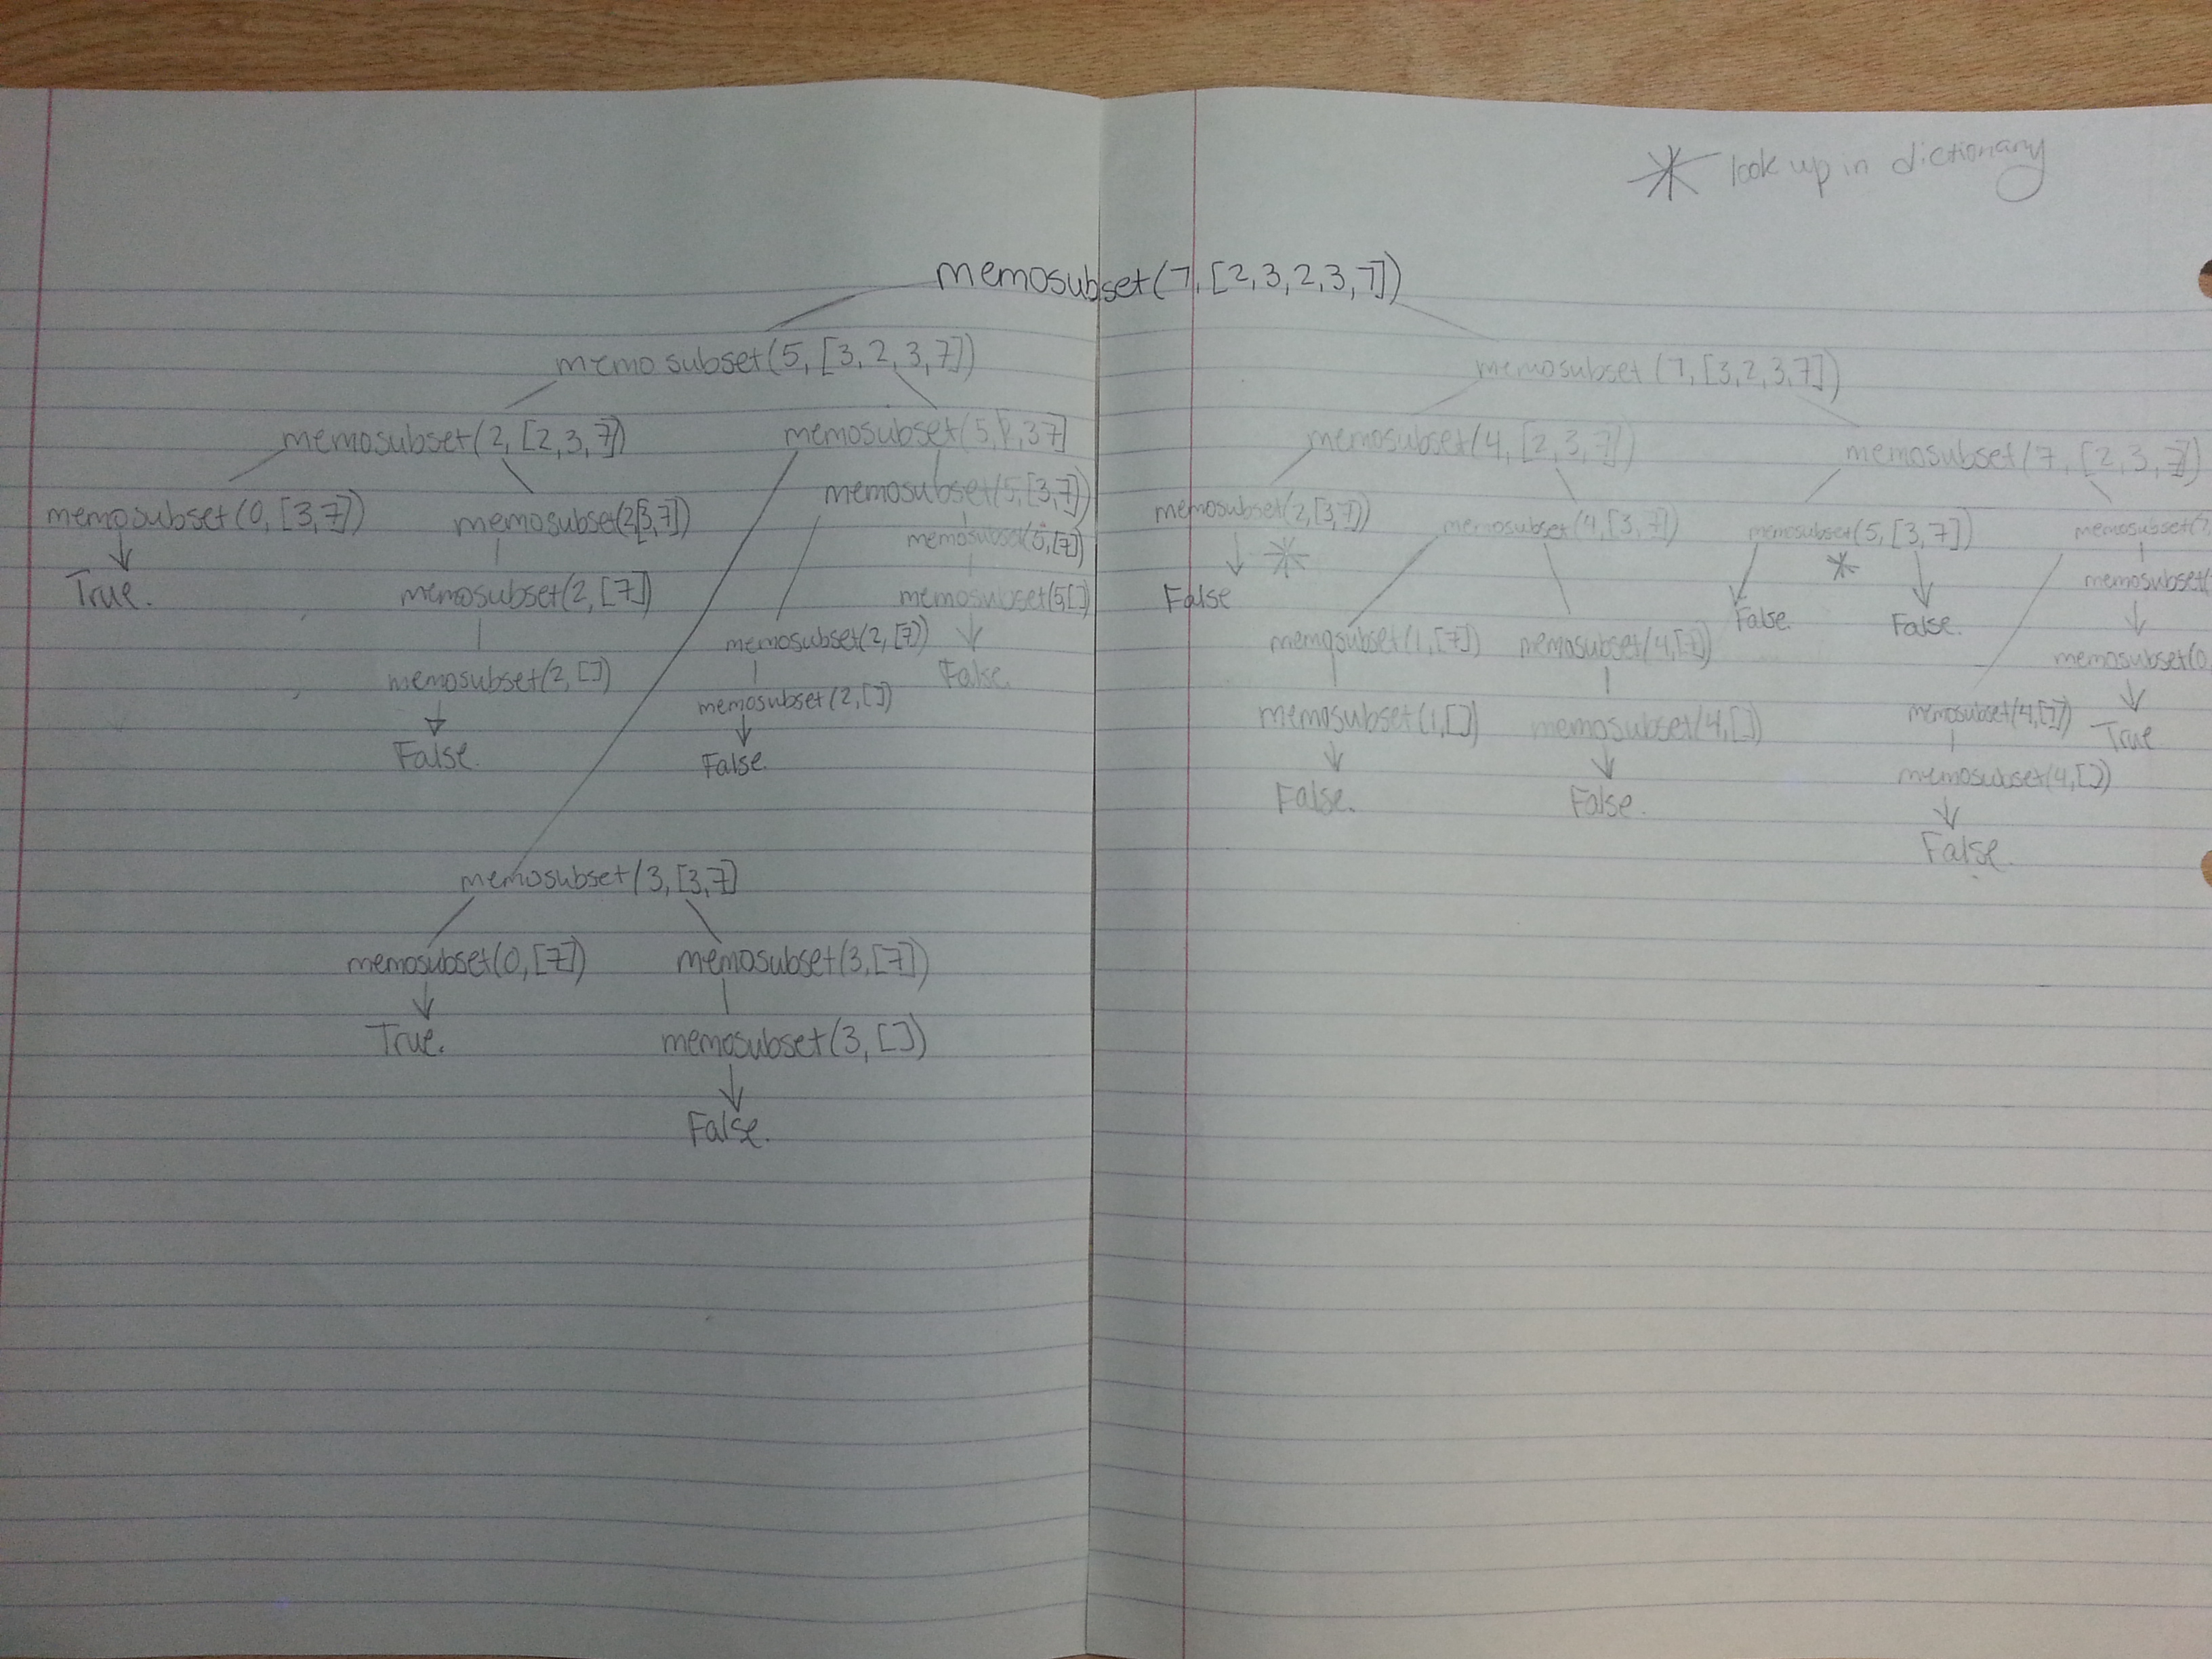 look up in dictionary
memosubset(7, [2,3,2,3,7])
memosubset(5, [3,2,3,7])
memosubset(7, [3,2,3,7])
memosubset(2, [2,3,7])
memosubset(5, ,37]
memosubset(4, [2,3,7])
memosubset(7, [2,3,7])
memosubset(0, [3,7])
memosubset(2,[3,7])
memosubset(5,[3,7])
memosubset(2,[3,7])
memosubset(4,[3,7])
memosubset(5,[3,7])
memosubset(
memosubset(5,[7])
True.
memosubset(2,[7])
memosubset(5,[])
False
False.
False.
memosubset(
memosubset(2,[7])
False.
memosubset(1,[7])
memosubset(4,[7])
memosubset(0,
memosubset(2,[])
memosubset(2,[])
memosubset(1,[])
memosubset(4,[])
memosubset(4,[7])
True
False.
False.
False.
False.
memosubset(4,[])
False.
memosubset(3,[3,7]
memosubset(0,[7])
memosubset(3,[7])
True.
memosubset(3,[])
False.